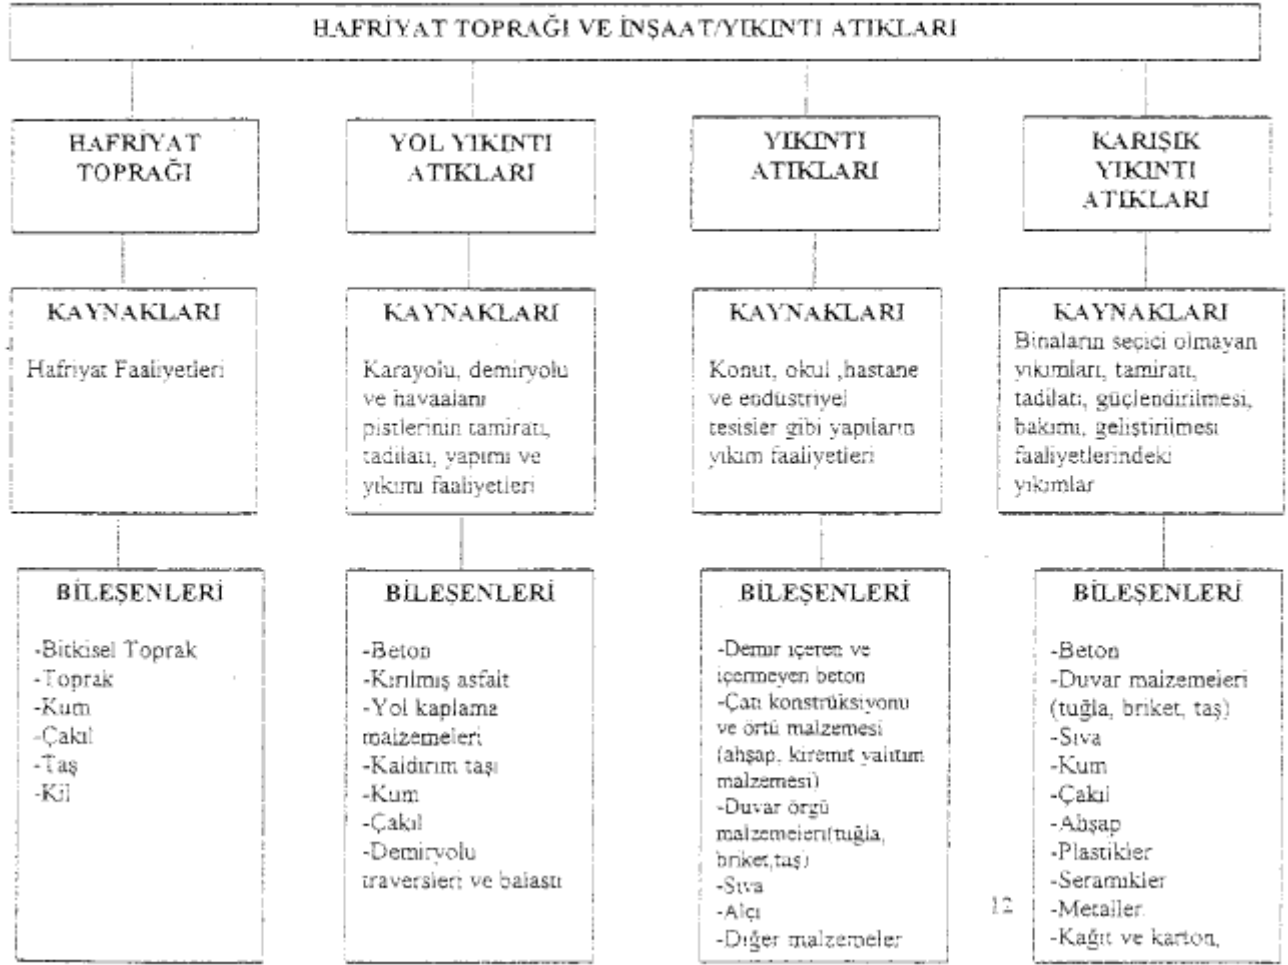 HAFRİYAT TOPRAĞI VE İNŞAAT/YIKINTI ATIKLARI
HAFRİYAT
TOPRAĞI
YOL YIKINTI
ATIKLARI
YIKINTI
ATIKLARI
KARIŞIK
YIKINTI
ATIKLARI
KAYNAKLARI
Hafriyat Faaliyetleri
KAYNAKLARI
Karayolu, demiryolu
ve havaalanı
pistlerinin tamiratı,
tadilatı, yapımı ve
yıkımı faaliyetleri
KAYNAKLARI
Konut, okul ,hastane
ve endüstriyel
tesisler gibi yapıların
yıkım faaliyetleri
KAYNAKLARI
Binaların seçici olmayan
yıkımları, tamiratı,
tadilatı, güçlendirilmesi,
bakımı, geliştirilmesi
faaliyetlerindeki
yıkımlar
BİLEŞENLERİ
-Bitkisel Toprak
-Toprak
-Kum
-Çakıl
-Taş
-Kil
BİLEŞENLERİ
-Beton
-Kırılmış asfalt
-Yol kaplama
malzemeleri
-Kaldırım taşı
-Kum
-Çakıl
-Demiryolu
traversleri ve balastı
BİLEŞENLERİ
-Demir içeren ve
içermeyen beton
-Çatı konstrüksiyonu
ve örtü malzemesi
(ahşap, kiremit yalıtım
malzemesi)
-Duvar örgü
malzemeleri(tuğla,
briket,taş)
-Sıva
-Alçı
-Diğer malzemeler
BİLEŞENLERİ
-Beton
-Duvar malzemeleri
(tuğla, briket, taş)
-Sıva
-Kum
-Çakıl
-Ahşap
-Plastikler
-Seramikler
-Metaller
-Kağıt ve karton,
12